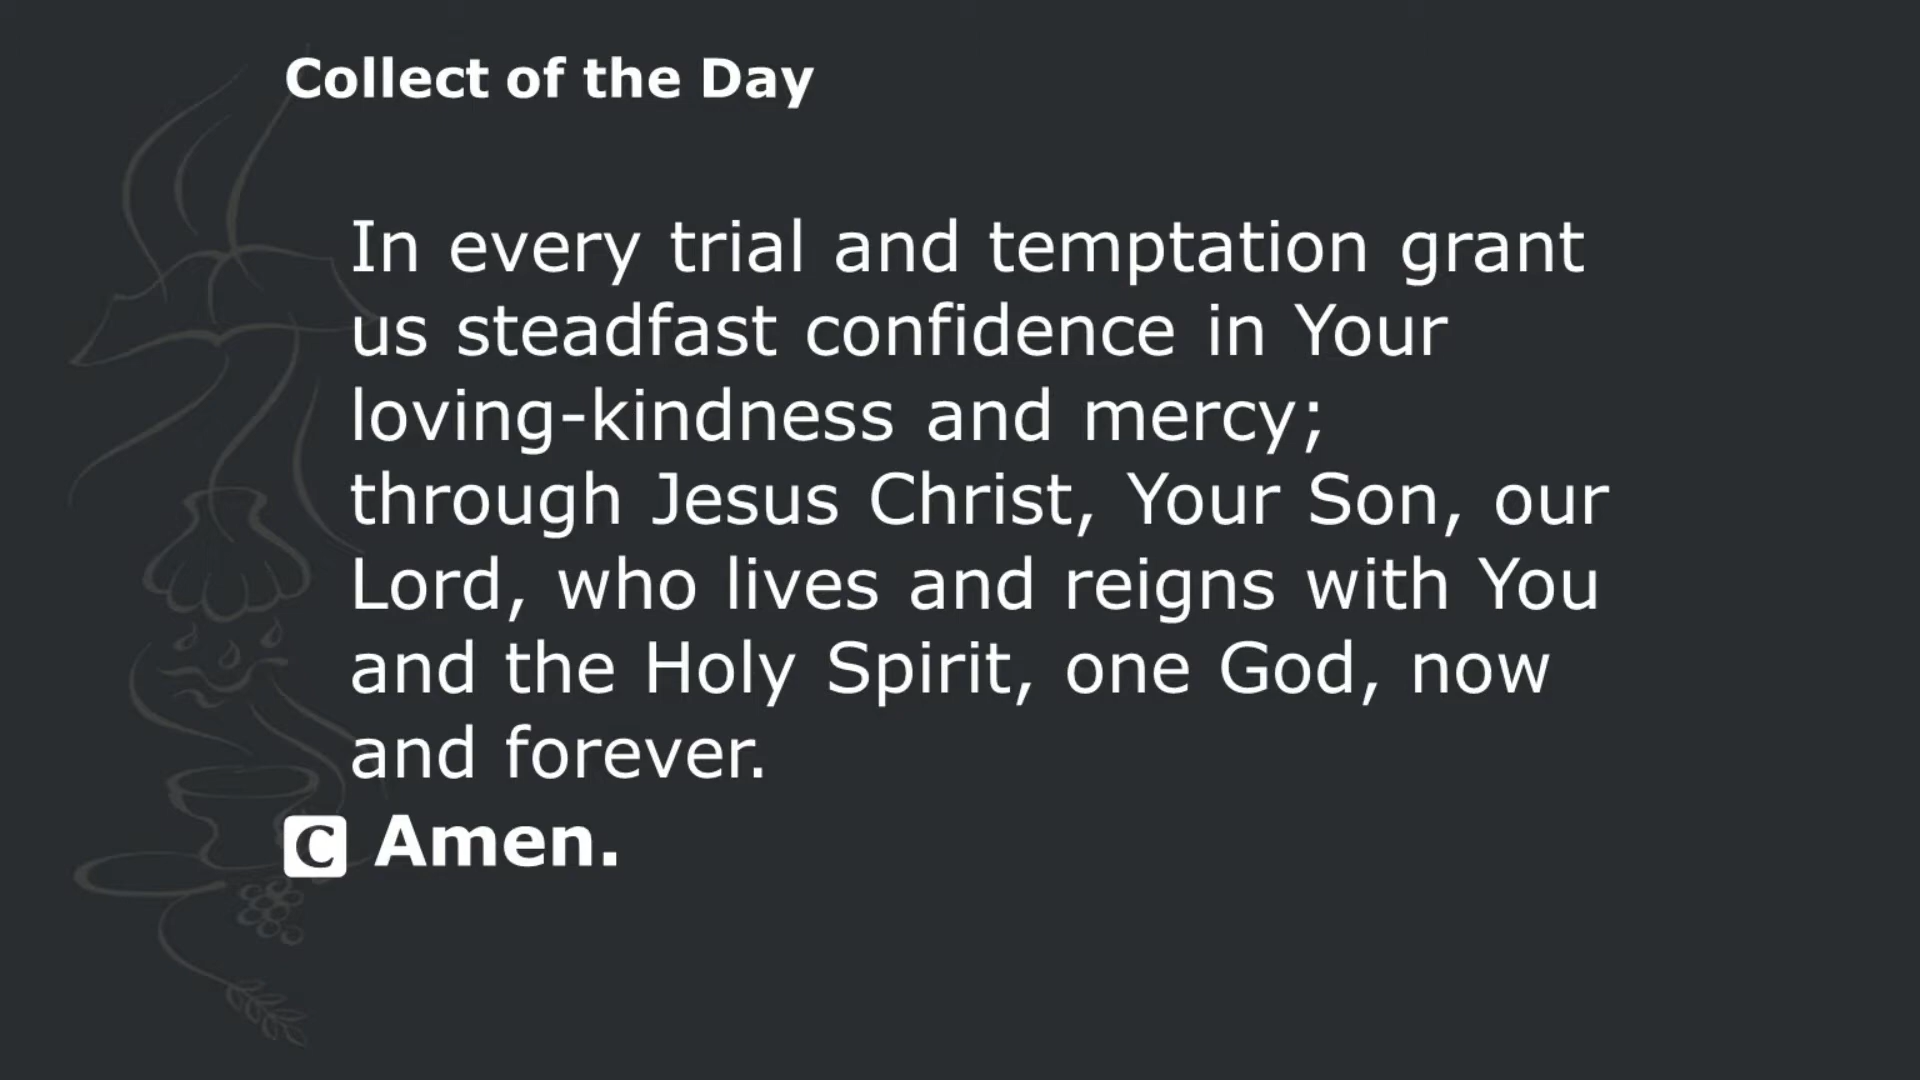 Collect of the Day
In every trial and temptation grant
us steadfast confidence in Your
loving-kindness and mercy;
through Jesus Christ, Your Son, our
Lord, who lives and reigns with You
and the Holy Spirit, one God, now
and forever.
C Amen.